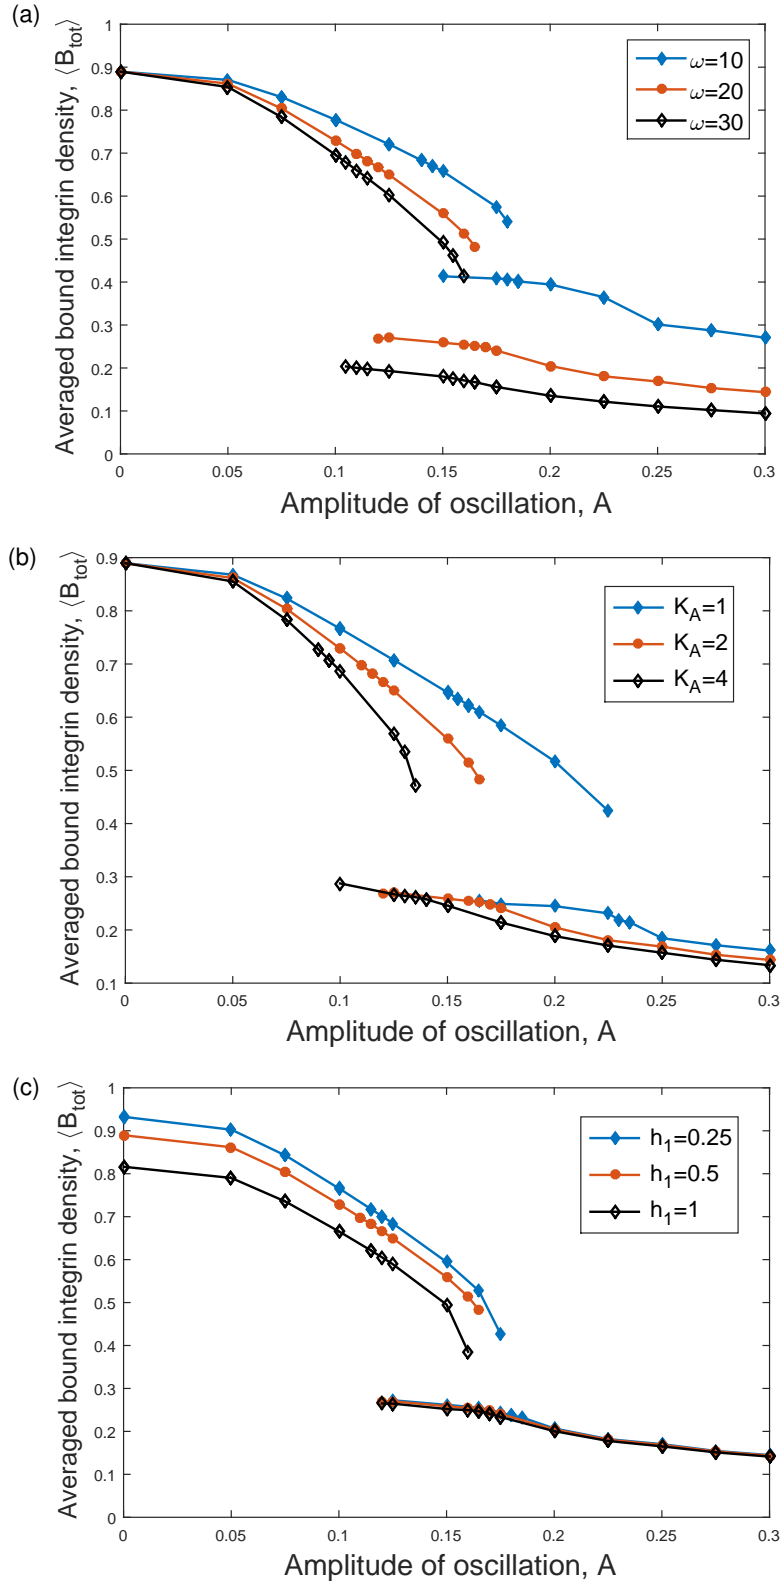 (a)
1
0.9
0.8
0.7
0.6
0.5
0.4
0.3
0.2
0.1
0
Averaged bound integrin density, ⟨B_tot⟩
ω=10
ω=20
ω=30
0 0.05 0.1 0.15 0.2 0.25 0.3
Amplitude of oscillation, A
(b)
0.9
0.8
0.7
0.6
0.5
0.4
0.3
0.2
0.1
Averaged bound integrin density, ⟨B_tot⟩
K_A=1
K_A=2
K_A=4
0 0.05 0.1 0.15 0.2 0.25 0.3
Amplitude of oscillation, A
(c)
1
0.9
0.8
0.7
0.6
0.5
0.4
0.3
0.2
0.1
0
Averaged bound integrin density, ⟨B_tot⟩
h_1=0.25
h_1=0.5
h_1=1
0 0.05 0.1 0.15 0.2 0.25 0.3
Amplitude of oscillation, A